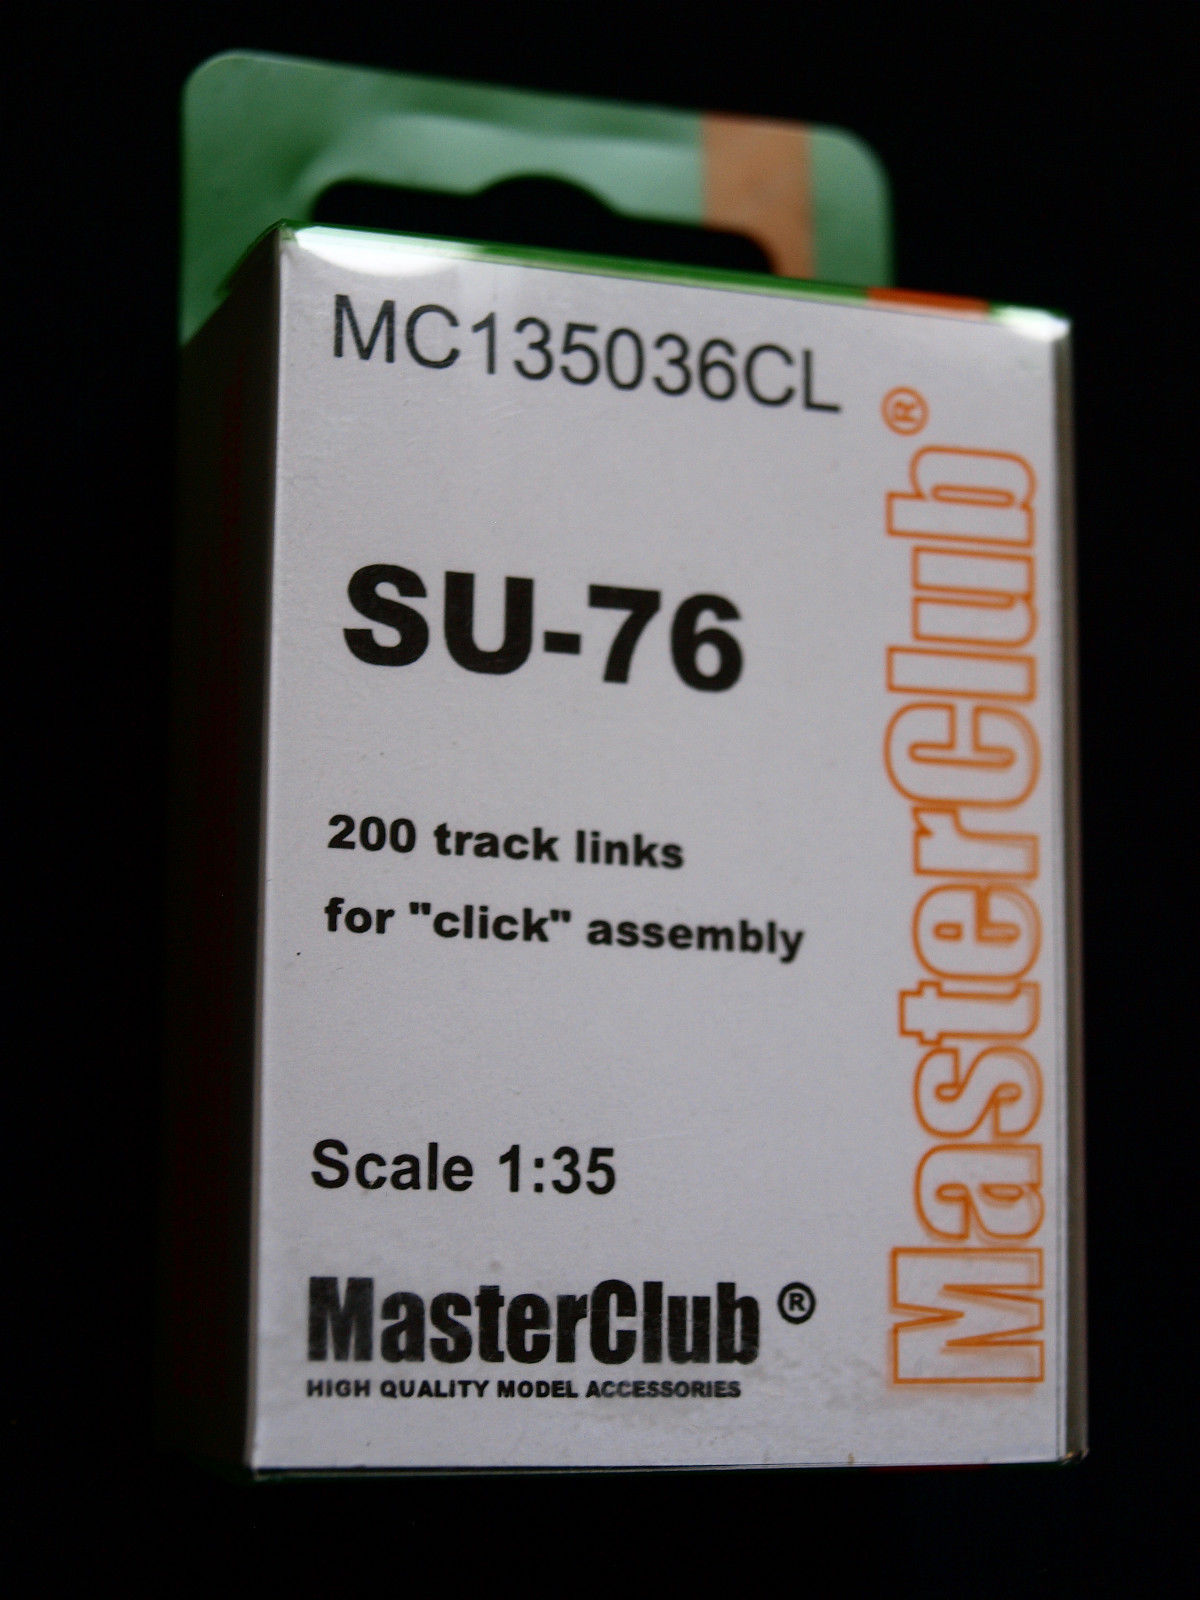 MC135036CL
SU-76
200 track links
for "click" assembly
Scale 1:35
MasterClub ®
HIGH QUALITY MODEL ACCESSORIES
MasterClub ®